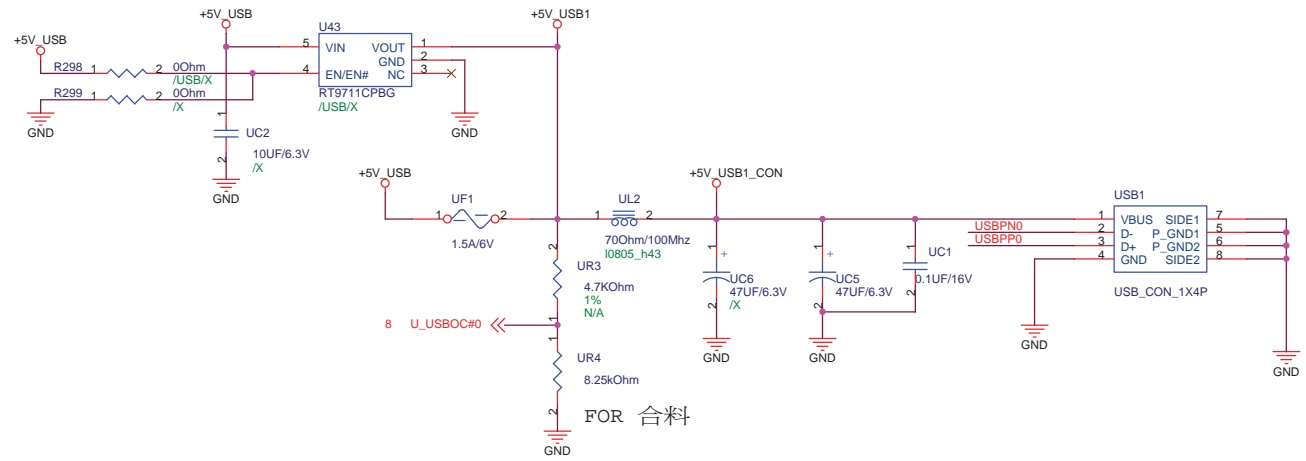 +5V_USB
+5V_USB1
U43
+5V_USB
5
VIN
VOUT
1
GND
2
R298
1
2
0Ohm
4
EN/EN#
NC
3
/USB/X
R299
1
2
0Ohm
RT9711CPBG
/X
/USB/X
GND
1
UC2
GND
10UF/6.3V
2
/X
+5V_USB
+5V_USB1_CON
GND
UF1
UL2
USB1
1
2
1
2
1
VBUS
SIDE1
7
USBPN0
2
D-
P_GND1
5
1.5A/6V
70Ohm/100Mhz
USBPP0
3
D+
P_GND2
6
l0805_h43
1
+
1
+
1
4
GND
SIDE2
8
1
UR3
UC6
UC5
UC1
4.7KOhm
47UF/6.3V
47UF/6.3V
0.1UF/16V
1%
/X
USB_CON_1X4P
N/A
2
2
2
1
8
U_USBOC#0
GND
GND
GND
1
UR4
GND
8.25kOhm
2
FOR 合料
GND